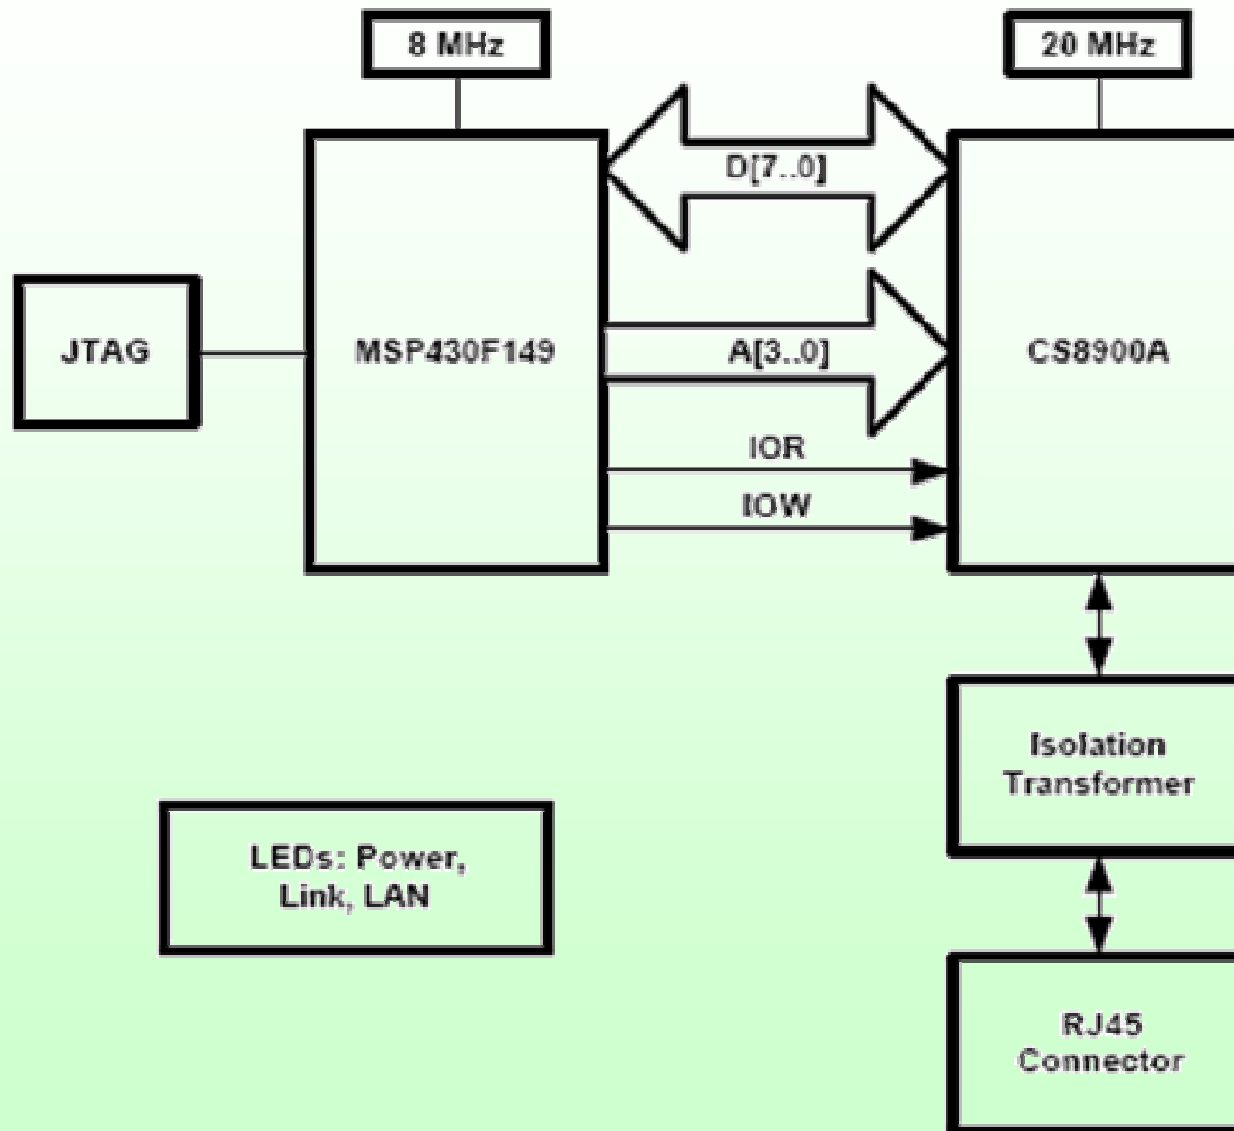 8 MHz
20 MHz
D[7..0]
JTAG
MSP430F149
A[3..0]
CS8900A
IOR
IOW
Isolation
Transformer
LEDs: Power,
Link, LAN
RJ45
Connector